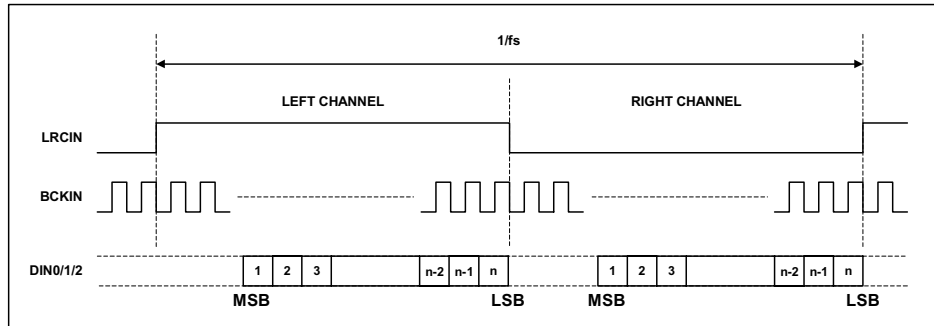 1/fs
LEFT CHANNEL RIGHT CHANNEL
LRCIN
BCKIN
DIN0/1/2 1 2 3 n-2 n-1 n 1 2 3 n-2 n-1 n
MSB LSB MSB LSB